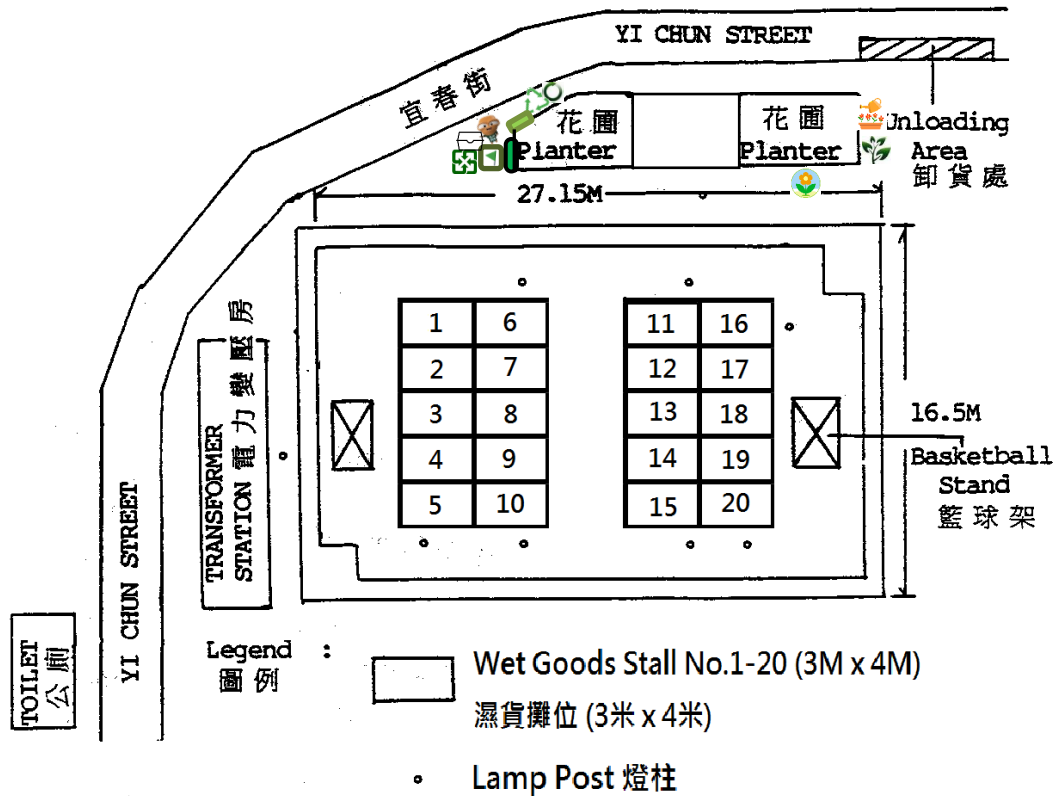 YI CHUN STREET
宜春街
花圃
Pianter
花圃
Planter
Unloading
Area
卸貨處
27.15M
1
6
11
16
2
7
12
17
3
8
13
18
4
9
14
19
5
10
15
20
16.5M
Basketball
Stand
籃球架
TRANSFORMER
STATION 電力變壓房
YI CHUN STREET
TOILET
公廁
Legend :
圖例
Wet Goods Stall No.1-20 (3M x 4M)
濕貨攤位 (3米 x 4米)
Lamp Post 燈柱